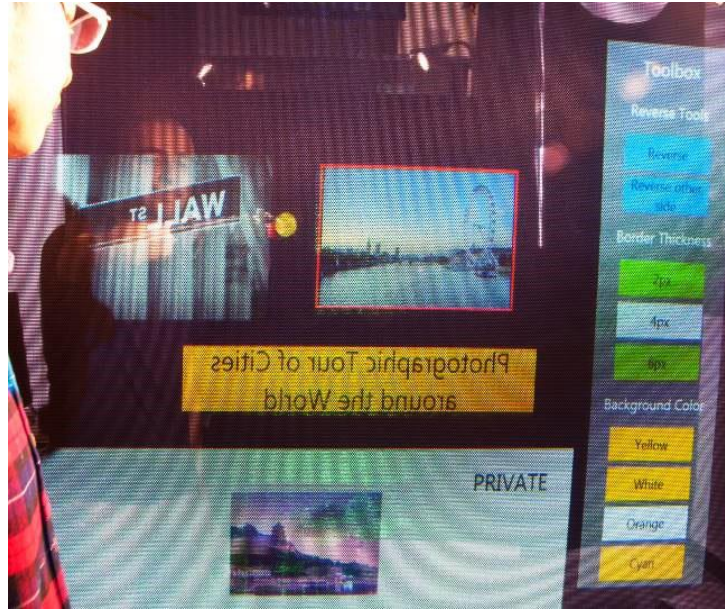 Toolbox
Reverse Tools
Reverse
Reverse other
side
Border Thickness
2px
4px
6px
Background Color
Yellow
White
Orange
Cyan
WALL ST
Photographic Tour of Cities
around the World
PRIVATE